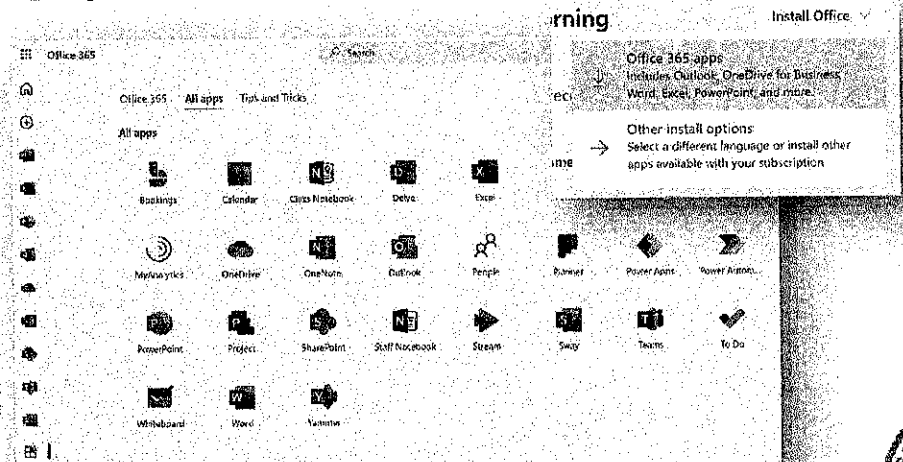 rning
Install Office
Office 365 apps
Includes Outlook, OneDrive for Business,
Word, Excel, PowerPoint, and more.
Other install options
Select a different language or install other
apps available with your subscription
Office 365
Search
Office 365 All apps Tips and Tricks
All apps
Bookings Calendar Class Notebook Delve Excel
MyAnalytics OneDrive OneNote Outlook People Planner Power Apps Power Autom...
PowerPoint Project SharePoint Staff Notebook Stream Sway Teams To Do
Whiteboard Word Yammer